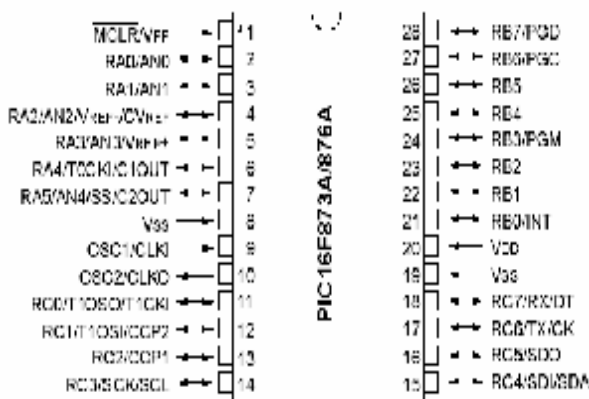 MCLR/VPP 1
RA0/AN0 2
RA1/AN1 3
RA2/AN2/VREF-/CVREF 4
RA3/AN3/VREF+ 5
RA4/T0CKI/C1OUT 6
RA5/AN4/SS/C2OUT 7
VSS 8
OSC1/CLKI 9
OSC2/CLKO 10
RC0/T1OSO/T1CKI 11
RC1/T1OSI/CCP2 12
RC2/CCP1 13
RC3/SCK/SCL 14
PIC16F873A/876A
28 RB7/PGD
27 RB6/PGC
26 RB5
25 RB4
24 RB3/PGM
23 RB2
22 RB1
21 RB0/INT
20 VDD
19 VSS
18 RC7/RX/DT
17 RC6/TX/CK
16 RC5/SDO
15 RC4/SDI/SDA